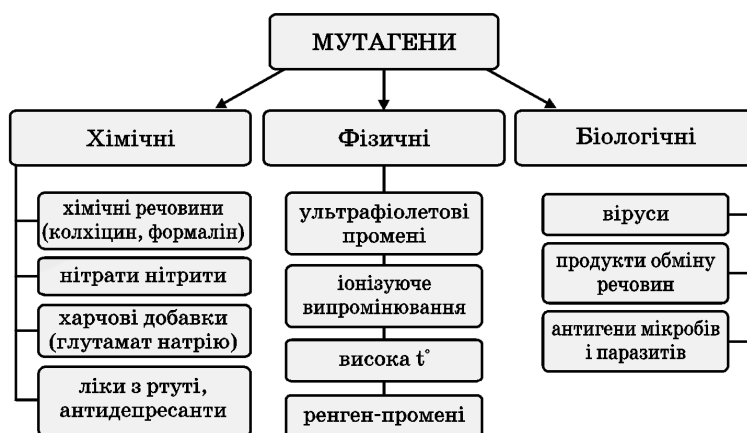 МУТАГЕНИ
Хімічні
хімічні речовини
(колхіцин, формалін)
нітрати нітрити
харчові добавки
(глутамат натрію)
ліки з ртуті,
антидепресанти
Фізичні
ультрафіолетові
промені
іонізуюче
випромінювання
висока t°
ренген-промені
Біологічні
віруси
продукти обміну
речовин
антигени мікробів
і паразитів